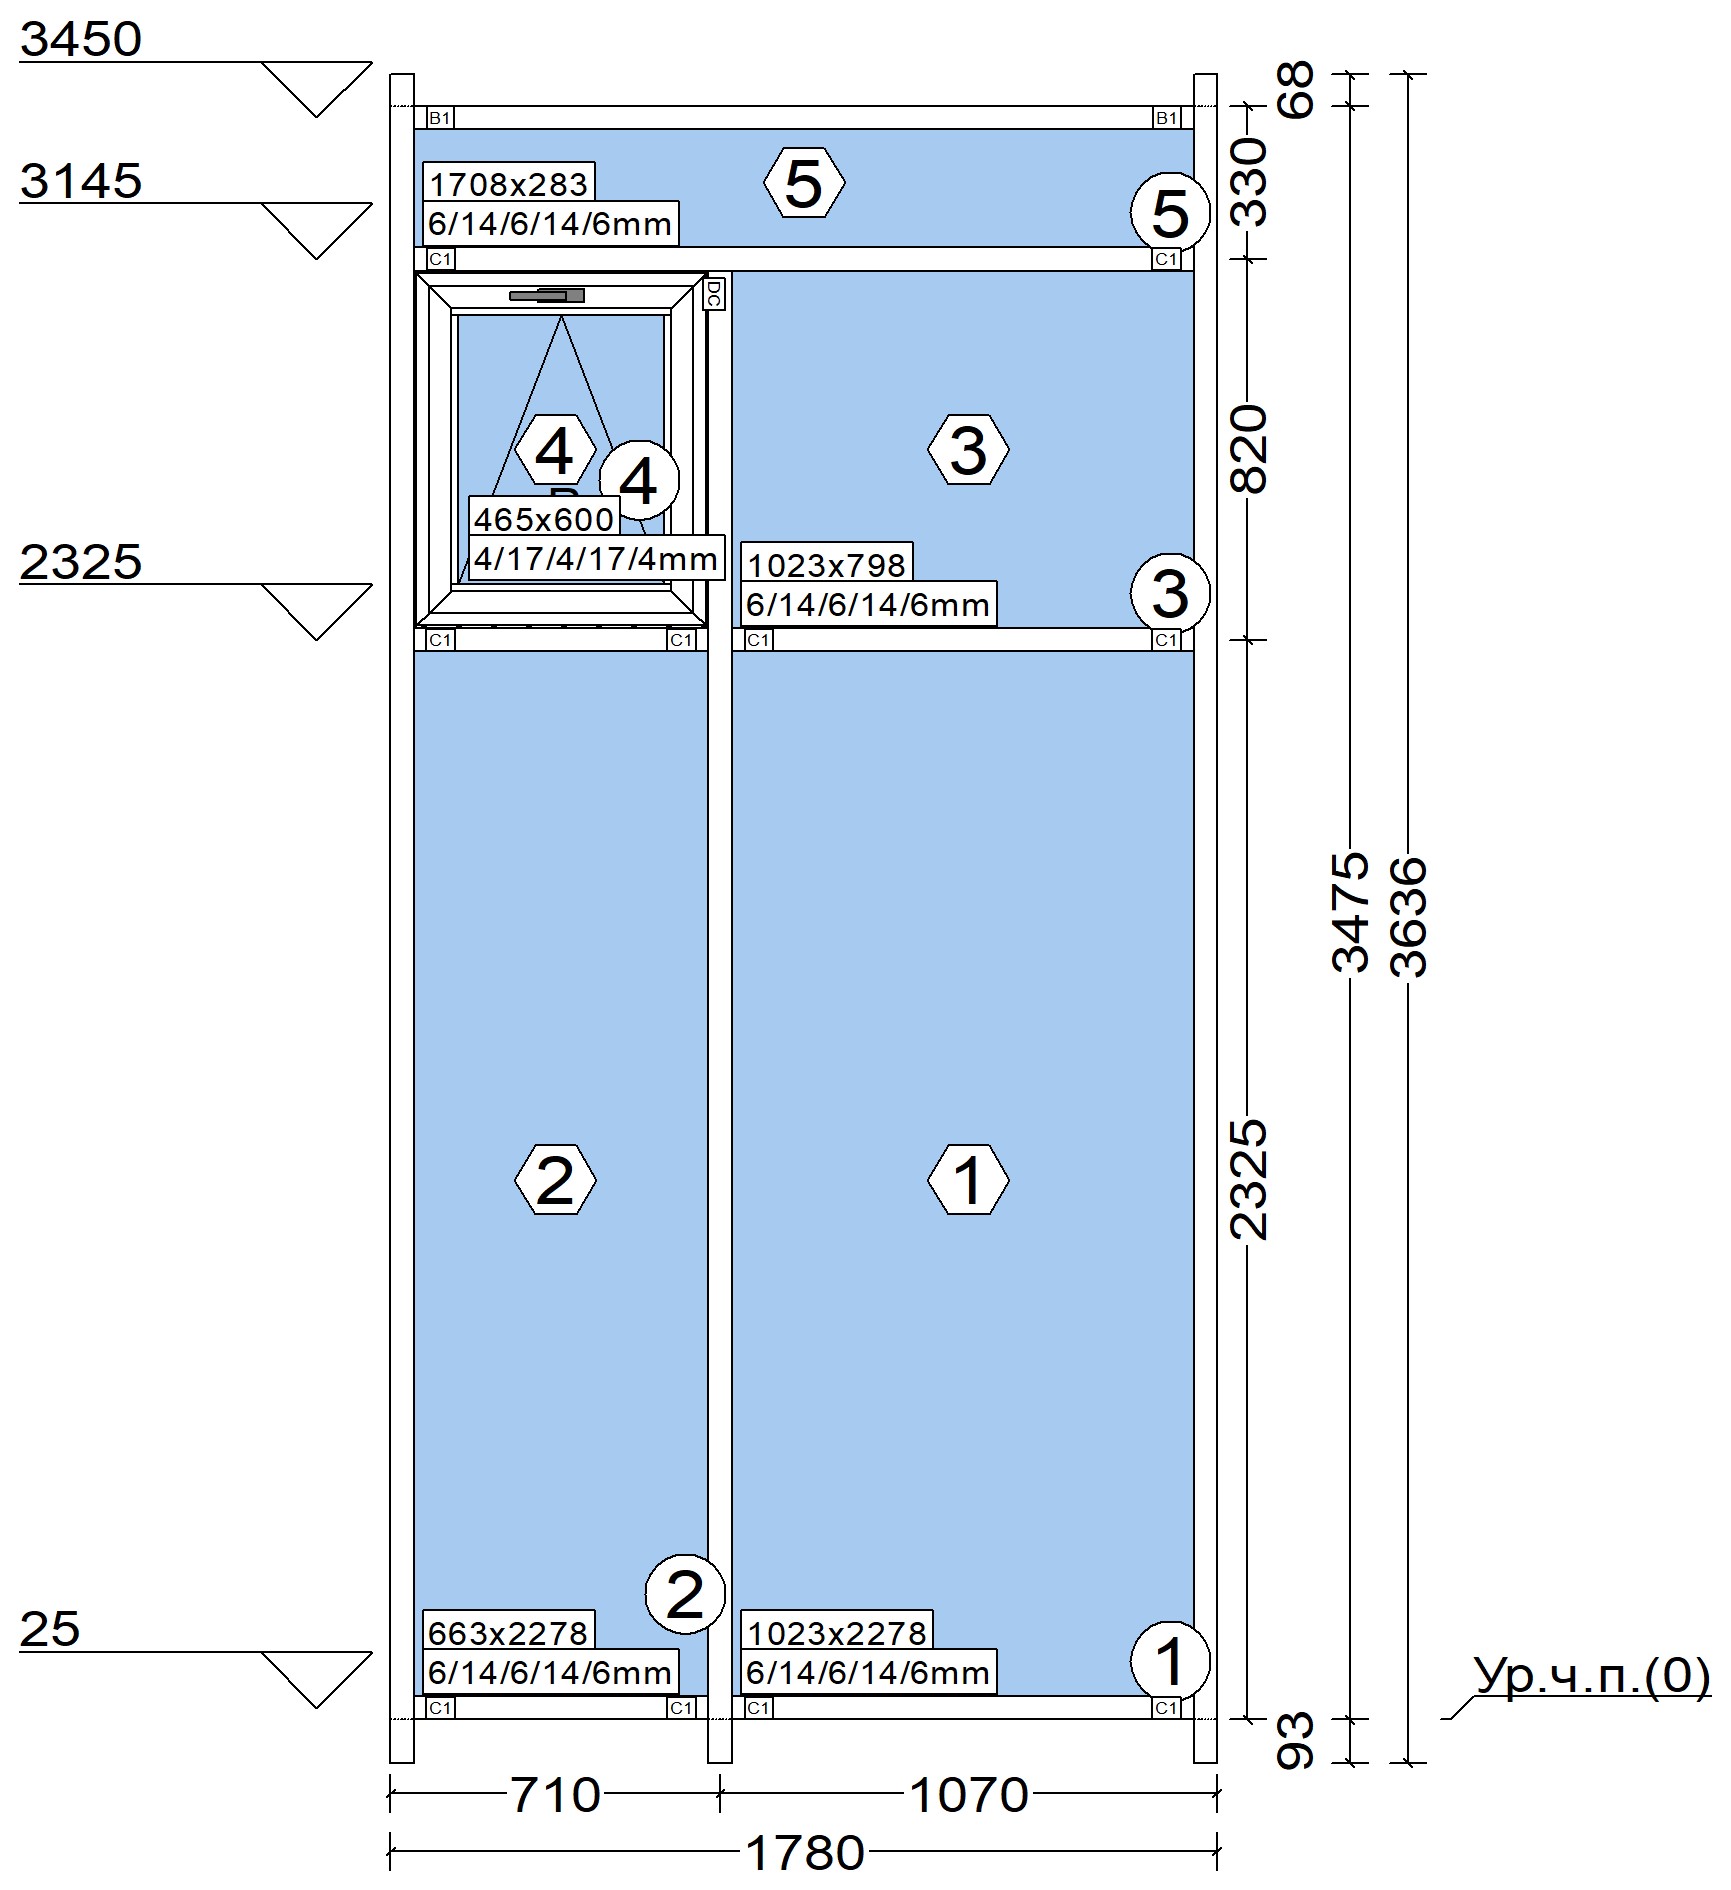 3450
68
B1
B1
330
3145
5
1708x283
5
6/14/6/14/6mm
C1
C1
DC
820
4
3
4
465x600
4/17/4/17/4mm
2325
1023x798
3
6/14/6/14/6mm
C1
C1
C1
C1
3475
3636
2
1
2325
2
25
663x2278
1023x2278
1
6/14/6/14/6mm
6/14/6/14/6mm
Ур.ч.п.(0)
C1
C1
C1
C1
93
710
1070
1780